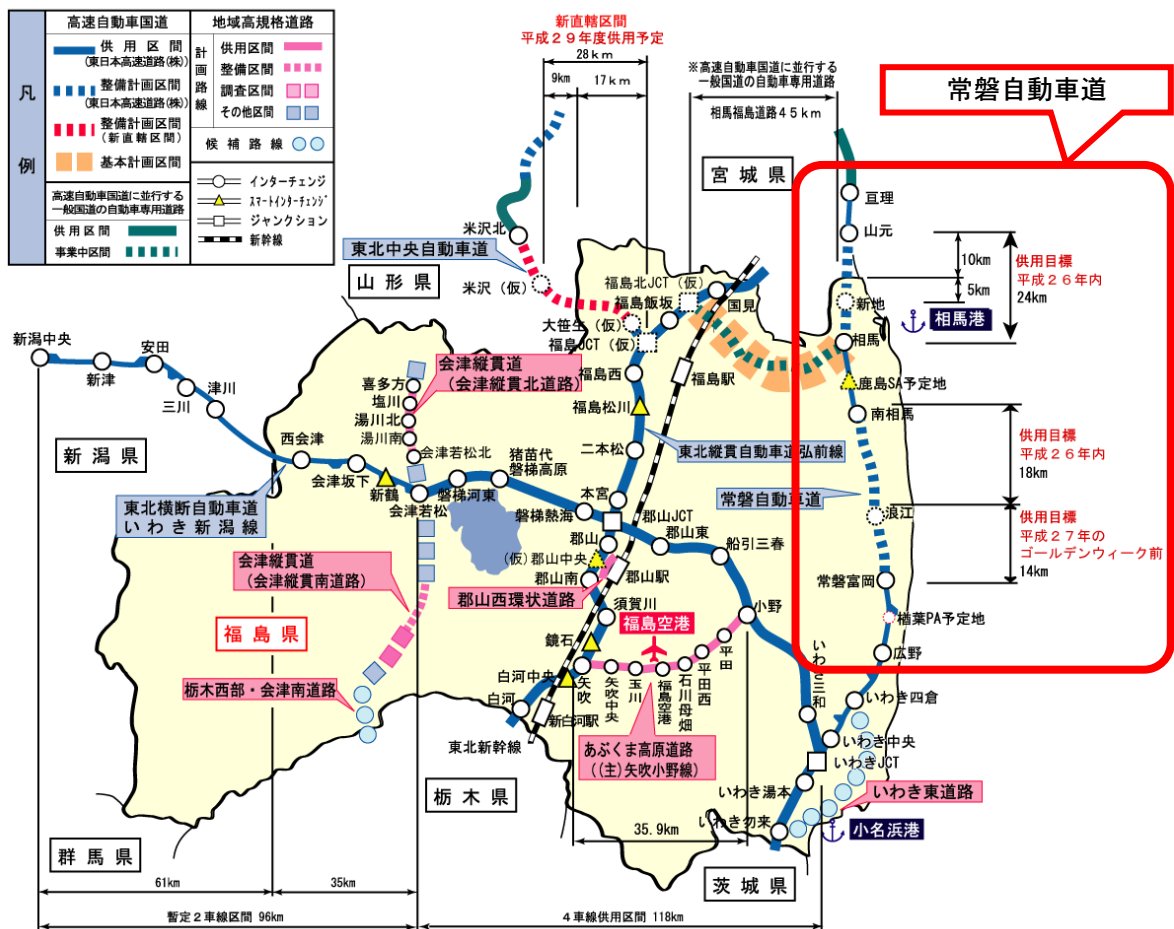 凡
例
高速自動車国道
供用区間
(東日本高速道路(株))
整備計画区間
(東日本高速道路(株))
整備計画区間
(新直轄区間)
基本計画区間
高速自動車国道に並行する
一般国道の自動車専用道路
供用区間
事業中区間
地域高規格道路
計画路線
供用区間
整備区間
調査区間
その他区間
候補路線
インターチェンジ
スマートインターチェンジ
ジャンクション
新幹線
新直轄区間
平成29年度供用予定
28km
9km
17km
※高速自動車国道に並行する
一般国道の自動車専用道路
相馬福島道路45km
常磐自動車道
宮城県
亘理
山元
10km
5km
供用目標
平成26年内
24km
新地
相馬港
相馬
鹿島SA予定地
南相馬
供用目標
平成26年内
18km
浪江
供用目標
平成27年の
ゴールデンウィーク前
14km
常磐富岡
楢葉PA予定地
広野
いわき四倉
いわき中央
いわきJCT
いわき三和
いわき湯本
いわき勿来
いわき東道路
小名浜港
常磐自動車道
米沢北
東北中央自動車道
山形県
米沢(仮)
福島北JCT(仮)
国見
福島飯坂
大笹生(仮)
福島JCT(仮)
福島駅
福島西
福島松川
二本松
東北縦貫自動車道弘前線
本宮
郡山JCT
郡山東
船引三春
小野
郡山
(仮)郡山中央
郡山南
郡山駅
郡山西環状道路
須賀川
鏡石
福島空港
白河中央
矢吹
矢吹中央
玉川
福島空港
石川母畑
平田西
平田
白河
新白河駅
東北新幹線
あぶくま高原道路
((主)矢吹小野線)
35.9km
新潟中央
新津
安田
三川
津川
新潟県
西会津
会津坂下
新鶴
会津若松
磐梯河東
猪苗代
磐梯高原
磐梯熱海
東北横断自動車道
いわき新潟線
会津縦貫道
(会津縦貫北道路)
喜多方
塩川
湯川北
湯川南
会津若松北
会津縦貫道
(会津縦貫南道路)
福島県
栃木西部・会津南道路
栃木県
群馬県
茨城県
61km
35km
暫定2車線区間 96km
4車線供用区間 118km